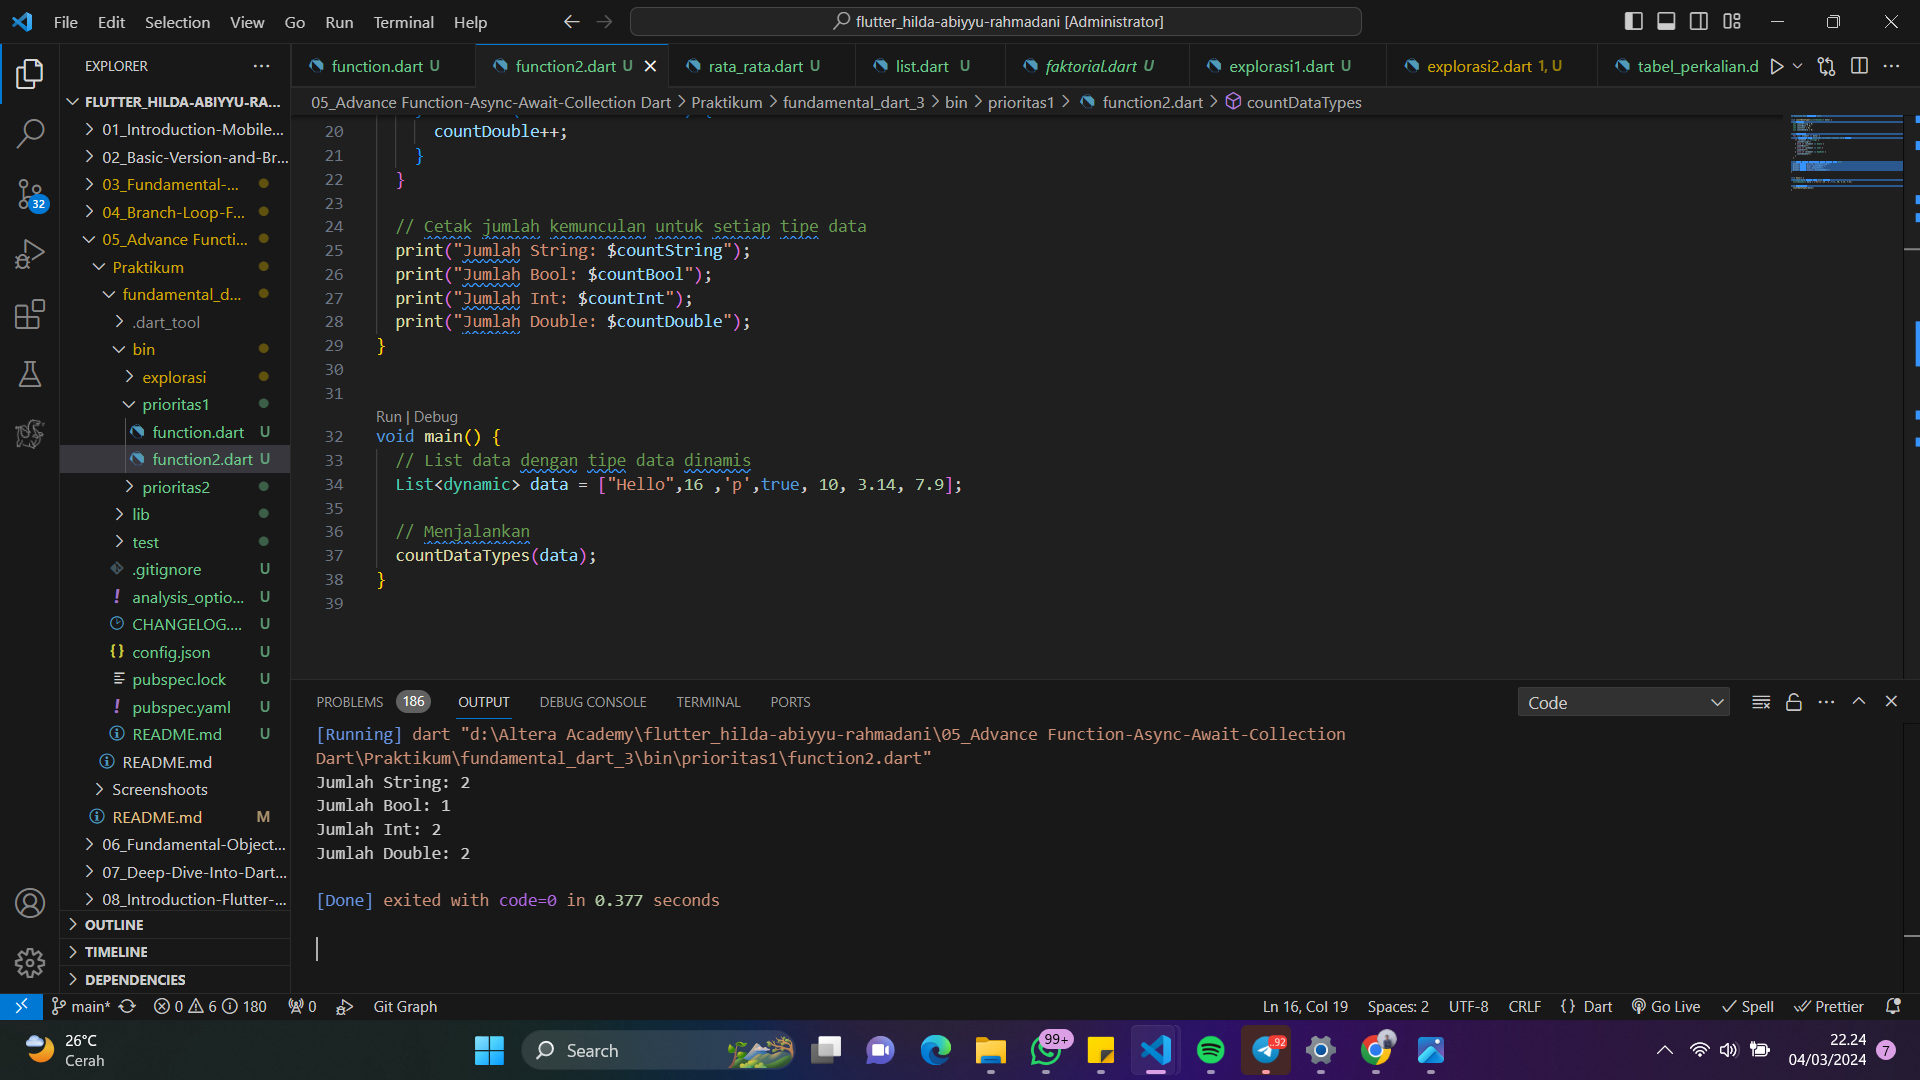 File Edit Selection View Go Run Terminal Help
flutter_hilda-abiyyu-rahmadani [Administrator]
EXPLORER
function.dart U
function2.dart U
rata_rata.dart U
list.dart U
faktorial.dart U
explorasi1.dart U
explorasi2.dart 1, U
tabel_perkalian.d
FLUTTER_HILDA-ABIYYU-RA...
01_Introduction-Mobile...
02_Basic-Version-and-Br...
03_Fundamental-...
04_Branch-Loop-F...
05_Advance Functi...
Praktikum
fundamental_d...
.dart_tool
bin
explorasi
prioritas1
function.dart U
function2.dart U
prioritas2
lib
test
.gitignore U
analysis_optio... U
CHANGELOG.... U
config.json U
pubspec.lock U
pubspec.yaml U
README.md U
README.md
Screenshoots
README.md M
06_Fundamental-Object...
07_Deep-Dive-Into-Dart...
08_Introduction-Flutter-...
OUTLINE
TIMELINE
DEPENDENCIES
32
05_Advance Function-Async-Await-Collection Dart > Praktikum > fundamental_dart_3 > bin > prioritas1 > function2.dart > countDataTypes
20 countDouble++;
21 }
22 }
23
24 // Cetak jumlah kemunculan untuk setiap tipe data
25 print("Jumlah String: $countString");
26 print("Jumlah Bool: $countBool");
27 print("Jumlah Int: $countInt");
28 print("Jumlah Double: $countDouble");
29 }
30
31
Run | Debug
32 void main() {
33 // List data dengan tipe data dinamis
34 List<dynamic> data = ["Hello",16 ,'p',true, 10, 3.14, 7.9];
35
36 // Menjalankan
37 countDataTypes(data);
38 }
39
PROBLEMS 186 OUTPUT DEBUG CONSOLE TERMINAL PORTS
Code
[Running] dart "d:\Altera Academy\flutter_hilda-abiyyu-rahmadani\05_Advance Function-Async-Await-Collection
Dart\Praktikum\fundamental_dart_3\bin\prioritas1\function2.dart"
Jumlah String: 2
Jumlah Bool: 1
Jumlah Int: 2
Jumlah Double: 2
[Done] exited with code=0 in 0.377 seconds
main* 0 6 180 0 Git Graph
Ln 16, Col 19 Spaces: 2 UTF-8 CRLF {} Dart Go Live Spell Prettier
26°C
Cerah
Search
99+
92
22.24
04/03/2024
7